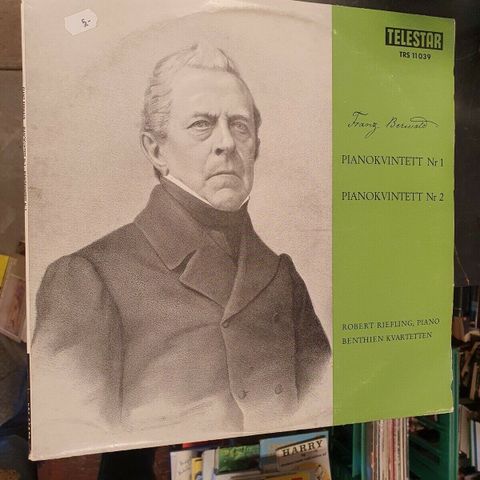 5,-
TELESTAR
TRS 11039
Franz Berwald
PIANOKVINTETT Nr 1
PIANOKVINTETT Nr 2
ROBERT RIEFLING, PIANO
BENTHIEN KVARTETTEN
HARRY